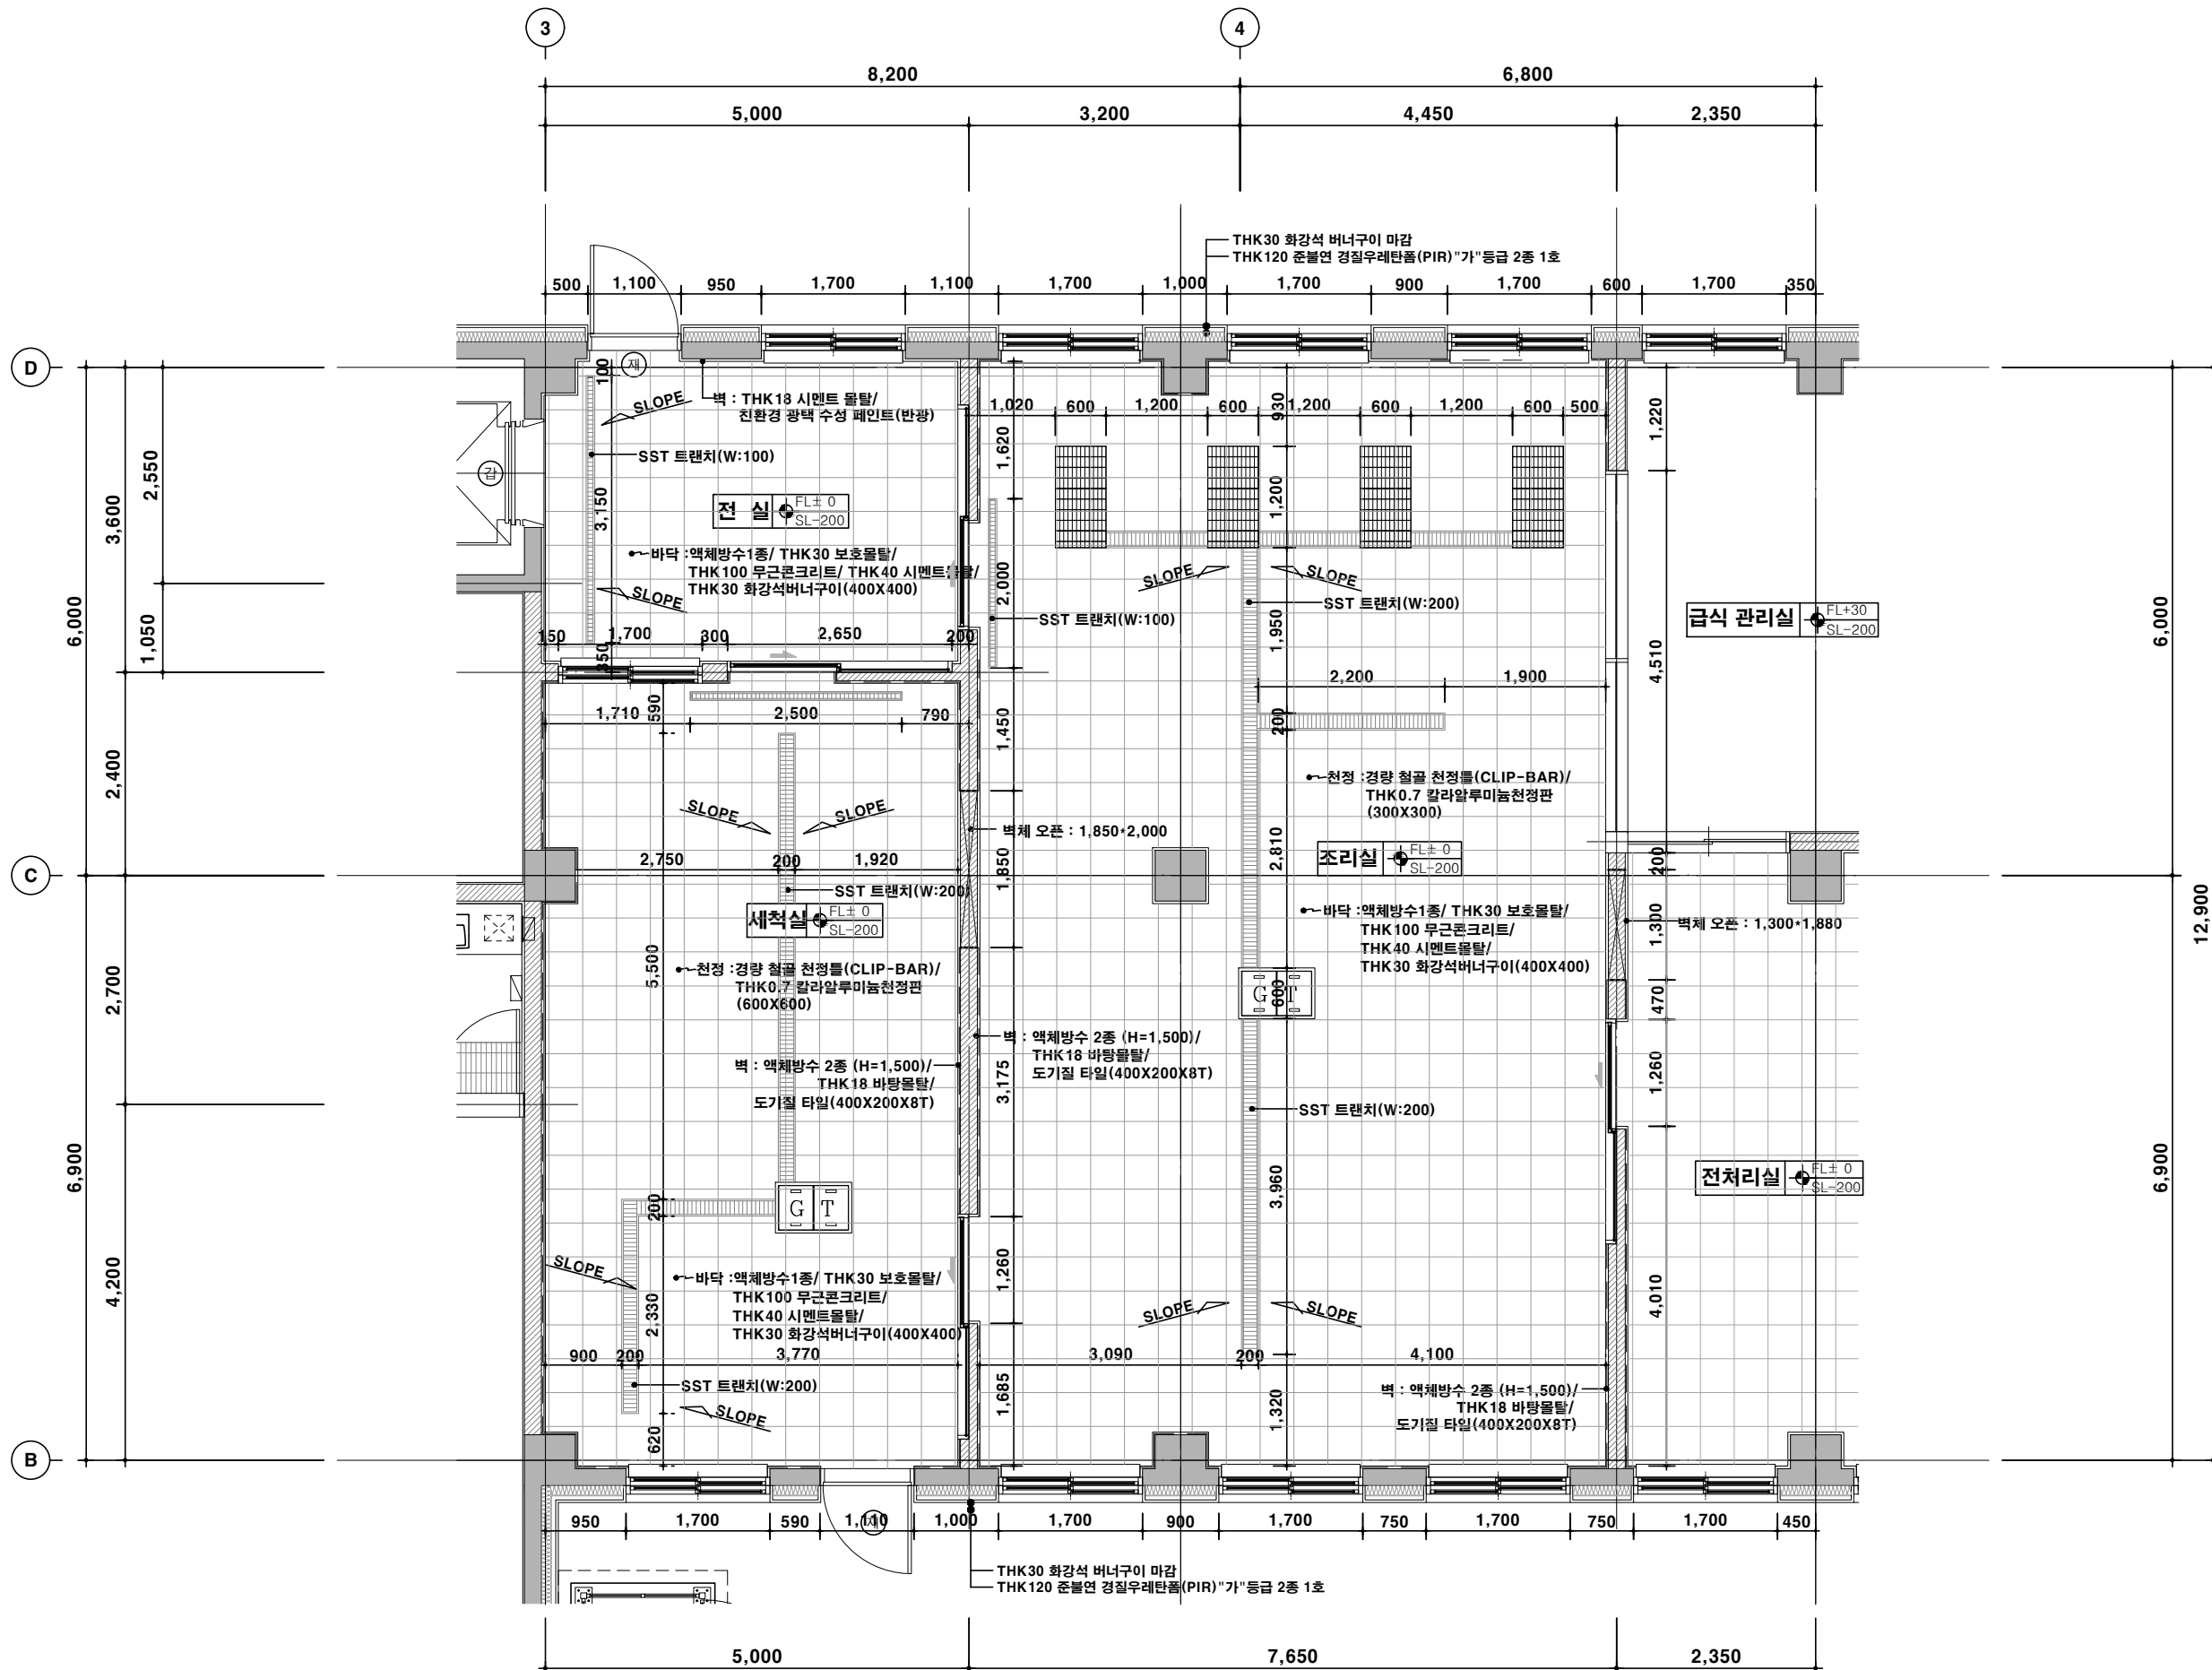 3
4
8,200
6,800
5,000
3,200
4,450
2,350
THK30 화강석 버너구이 마감
THK120 준불연 경질우레탄폼(PIR)"가"등급 2종 1호
500
1,100
950
1,700
1,100
1,700
1,000
1,700
900
1,700
600
1,700
350
D
C
B
6,000
6,900
3,600
2,400
2,700
4,200
2,550
1,050
6,000
6,900
12,900
재
갑
100
SLOPE
벽 : THK18 시멘트 몰탈/
친환경 광택 수성 페인트(반광)
SST 트랜치(W:100)
3,150
전 실
FL± 0
SL-200
바닥 :액체방수1종/ THK30 보호몰탈/
THK100 무근콘크리트/ THK40 시멘트몰탈/
THK30 화강석버너구이(400X400)
SLOPE
150
1,700
300
2,650
200
350
1,020
600
1,200
600
1,200
600
1,200
600
500
930
1,220
1,620
1,200
2,000
SLOPE
SLOPE
SST 트랜치(W:200)
SST 트랜치(W:100)
1,950
급식 관리실
FL+30
SL-200
4,510
2,200
1,900
200
590
1,710
2,500
790
1,450
천정 :경량 철골 천정틀(CLIP-BAR)/
THK0.7 칼라알루미늄천정판
(300X300)
SLOPE
SLOPE
벽체 오픈 : 1,850*2,000
2,750
200
1,920
1,850
2,810
조리실
FL± 0
SL-200
200
SST 트랜치(W:200)
세척실
FL± 0
SL-200
바닥 :액체방수1종/ THK30 보호몰탈/
THK100 무근콘크리트/
THK40 시멘트몰탈/
THK30 화강석버너구이(400X400)
1,300
벽체 오픈 : 1,300*1,880
5,500
천정 :경량 철골 천정틀(CLIP-BAR)/
THK0.7 칼라알루미늄천정판
(600X600)
G T
600
470
벽 : 액체방수 2종 (H=1,500)/
THK18 바탕몰탈/
도기질 타일(400X200X8T)
벽 : 액체방수 2종 (H=1,500)/
THK18 바탕몰탈/
도기질 타일(400X200X8T)
3,175
1,260
SST 트랜치(W:200)
전처리실
FL± 0
SL-200
200
G T
3,960
SLOPE
1,260
바닥 :액체방수1종/ THK30 보호몰탈/
THK100 무근콘크리트/
THK40 시멘트몰탈/
THK30 화강석버너구이(400X400)
2,330
4,010
SLOPE
SLOPE
900
200
3,770
3,090
200
4,100
SST 트랜치(W:200)
1,685
벽 : 액체방수 2종 (H=1,500)/
THK18 바탕몰탈/
도기질 타일(400X200X8T)
SLOPE
1,320
620
950
1,700
590
1,110
재
1,000
1,700
900
1,700
750
1,700
750
1,700
450
THK30 화강석 버너구이 마감
THK120 준불연 경질우레탄폼(PIR)"가"등급 2종 1호
5,000
7,650
2,350